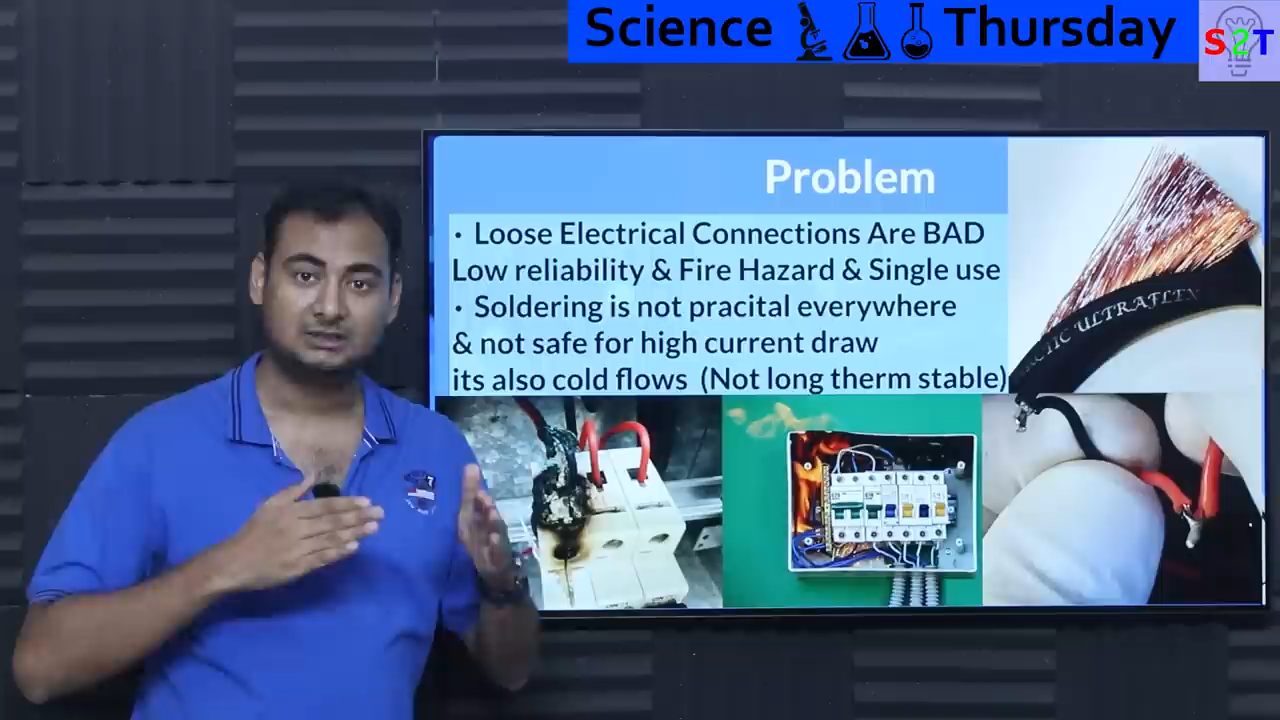 Science Thursday
S2T
Problem
· Loose Electrical Connections Are BAD
Low reliability & Fire Hazard & Single use
· Soldering is not pracital everywhere
& not safe for high current draw
its also cold flows (Not long therm stable)
ULTRAFLEX